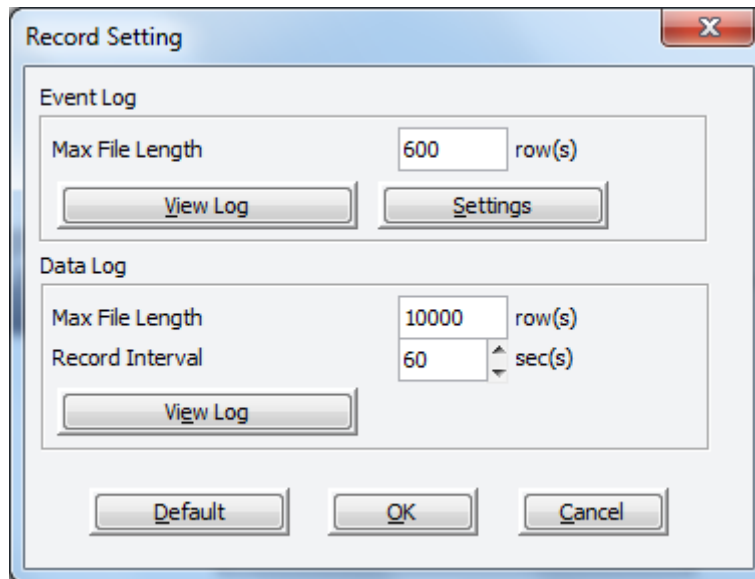 Record Setting
Event Log
Max File Length 600 row(s)
View Log Settings
Data Log
Max File Length 10000 row(s)
Record Interval 60 sec(s)
View Log
Default OK Cancel